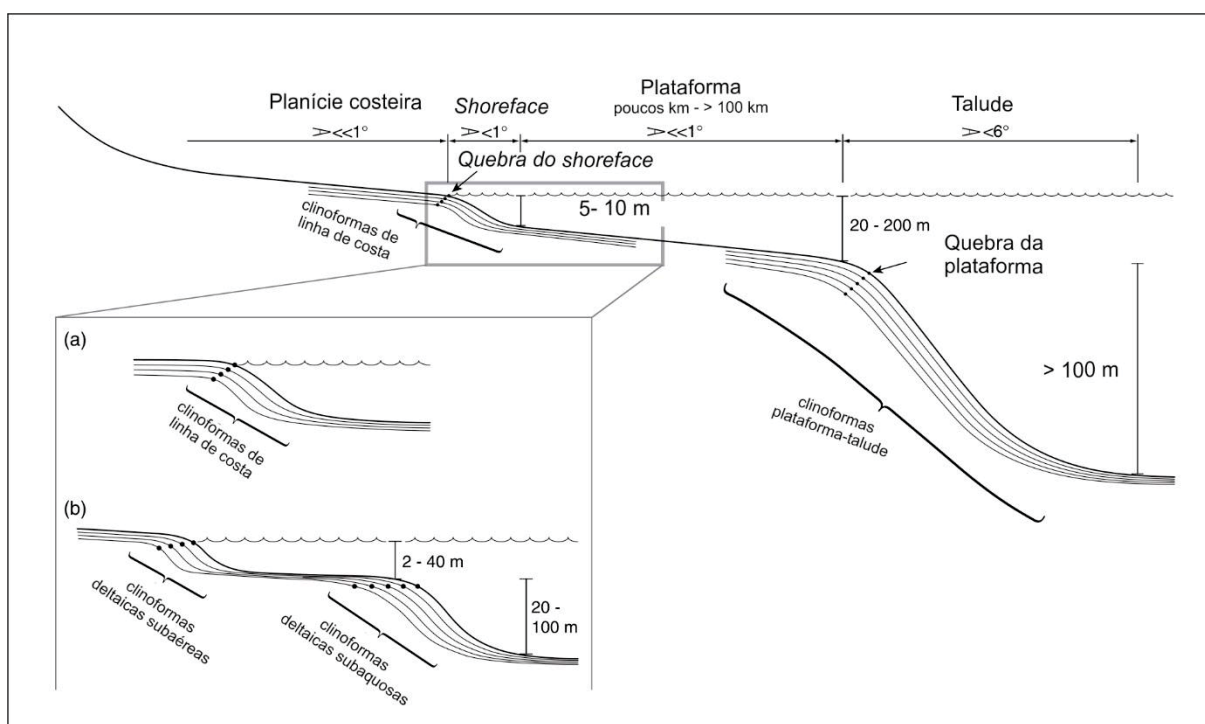 Planície costeira
Shoreface
Plataforma
poucos km - > 100 km
Talude
<<1°
<1°
<<1°
<6°
Quebra do shoreface
clinoformas de
linha de costa
5- 10 m
20 - 200 m
Quebra da
plataforma
> 100 m
clinoformas
plataforma-talude
(a)
clinoformas de
linha de costa
(b)
2 - 40 m
20 -
100 m
clinoformas
deltaicas subaéreas
clinoformas
deltaicas subaquosas